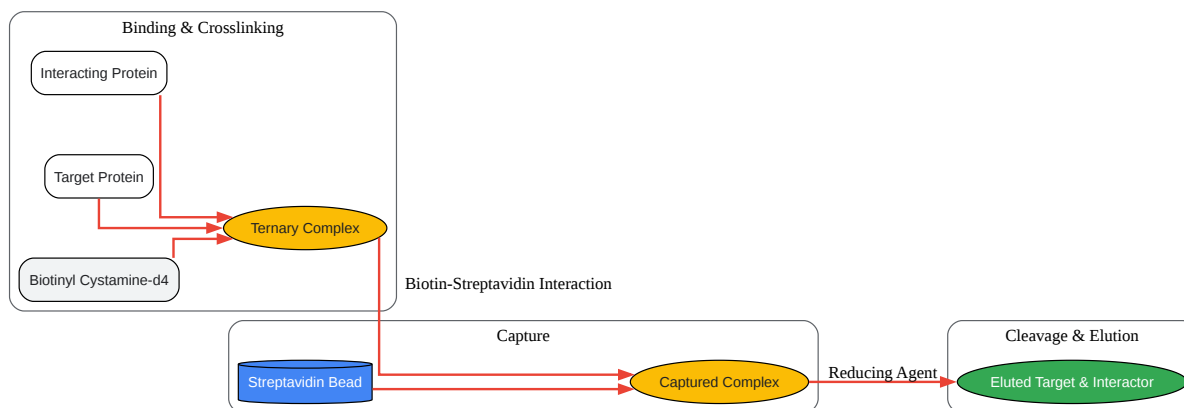 Binding & Crosslinking
Interacting Protein
Target Protein
Ternary Complex
Biotinyl Cystamine-d4
Biotin-Streptavidin Interaction
Capture
Cleavage & Elution
Streptavidin Bead
Captured Complex
Reducing Agent
Eluted Target & Interactor